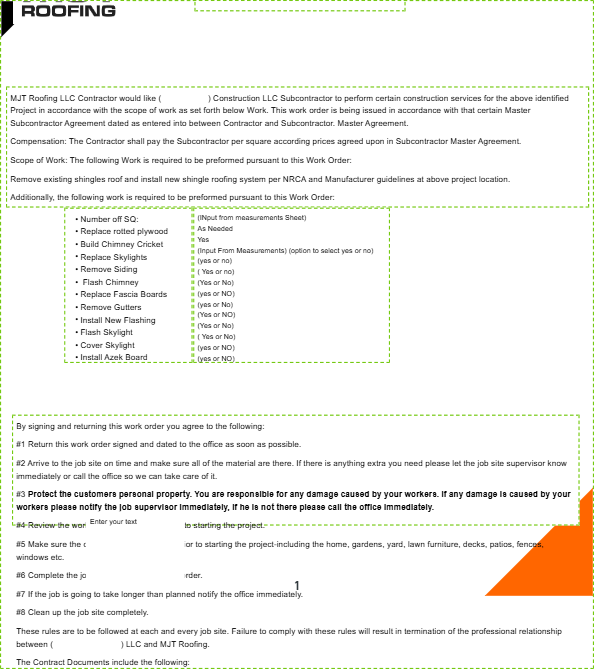 ROOFING
MJT Roofing LLC Contractor would like ( ) Construction LLC Subcontractor to perform certain construction services for the above identified
Project in accordance with the scope of work as set forth below Work. This work order is being issued in accordance with that certain Master
Subcontractor Agreement dated as entered into between Contractor and Subcontractor. Master Agreement.
Compensation: The Contractor shall pay the Subcontractor per square according prices agreed upon in Subcontractor Master Agreement.
Scope of Work: The following Work is required to be preformed pursuant to this Work Order:
Remove existing shingles roof and install new shingle roofing system per NRCA and Manufacturer guidelines at above project location.
Additionally, the following work is required to be preformed pursuant to this Work Order:
• Number off SQ:
• Replace rotted plywood
• Build Chimney Cricket
• Replace Skylights
• Remove Siding
• Flash Chimney
• Replace Fascia Boards
• Remove Gutters
• Install New Flashing
• Flash Skylight
• Cover Skylight
• Install Azek Board
(INput from measurements Sheet)
As Needed
Yes
(Input From Measurements) (option to select yes or no)
(yes or no)
( Yes or no)
(Yes or No)
(yes or NO)
(yes or No)
(Yes or NO)
(Yes or No)
( Yes or no)
(yes or NO)
(yes or NO)
By signing and returning this work order you agree to the following:
#1 Return this work order signed and dated to the office as soon as possible.
#2 Arrive to the job site on time and make sure all of the material are there. If there is anything extra you need please let the job site supervisor know
immediately or call the office so we can take care of it.
#3 Protect the customers personal property. You are responsible for any damage caused by your workers. If any damage is caused by your
workers please notify the job supervisor immediately, if he is not there please call the office immediately.
#4 Review the wor Enter your text to starting the project.
#5 Make sure the or to starting the project-including the home, gardens, yard, lawn furniture, decks, patios, fences,
windows etc.
#6 Complete the jo rder.
1
#7 If the job is going to take longer than planned notify the office immediately.
#8 Clean up the job site completely.
These rules are to be followed at each and every job site. Failure to comply with these rules will result in termination of the professional relationship
between ( ) LLC and MJT Roofing.
The Contract Documents include the following: